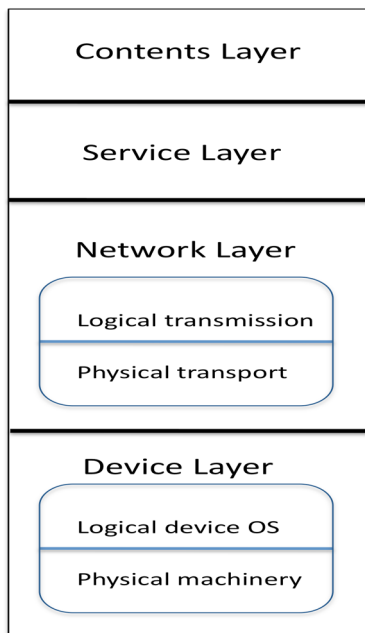 Contents Layer
Service Layer
Network Layer
Logical transmission
Physical transport
Device Layer
Logical device OS
Physical machinery